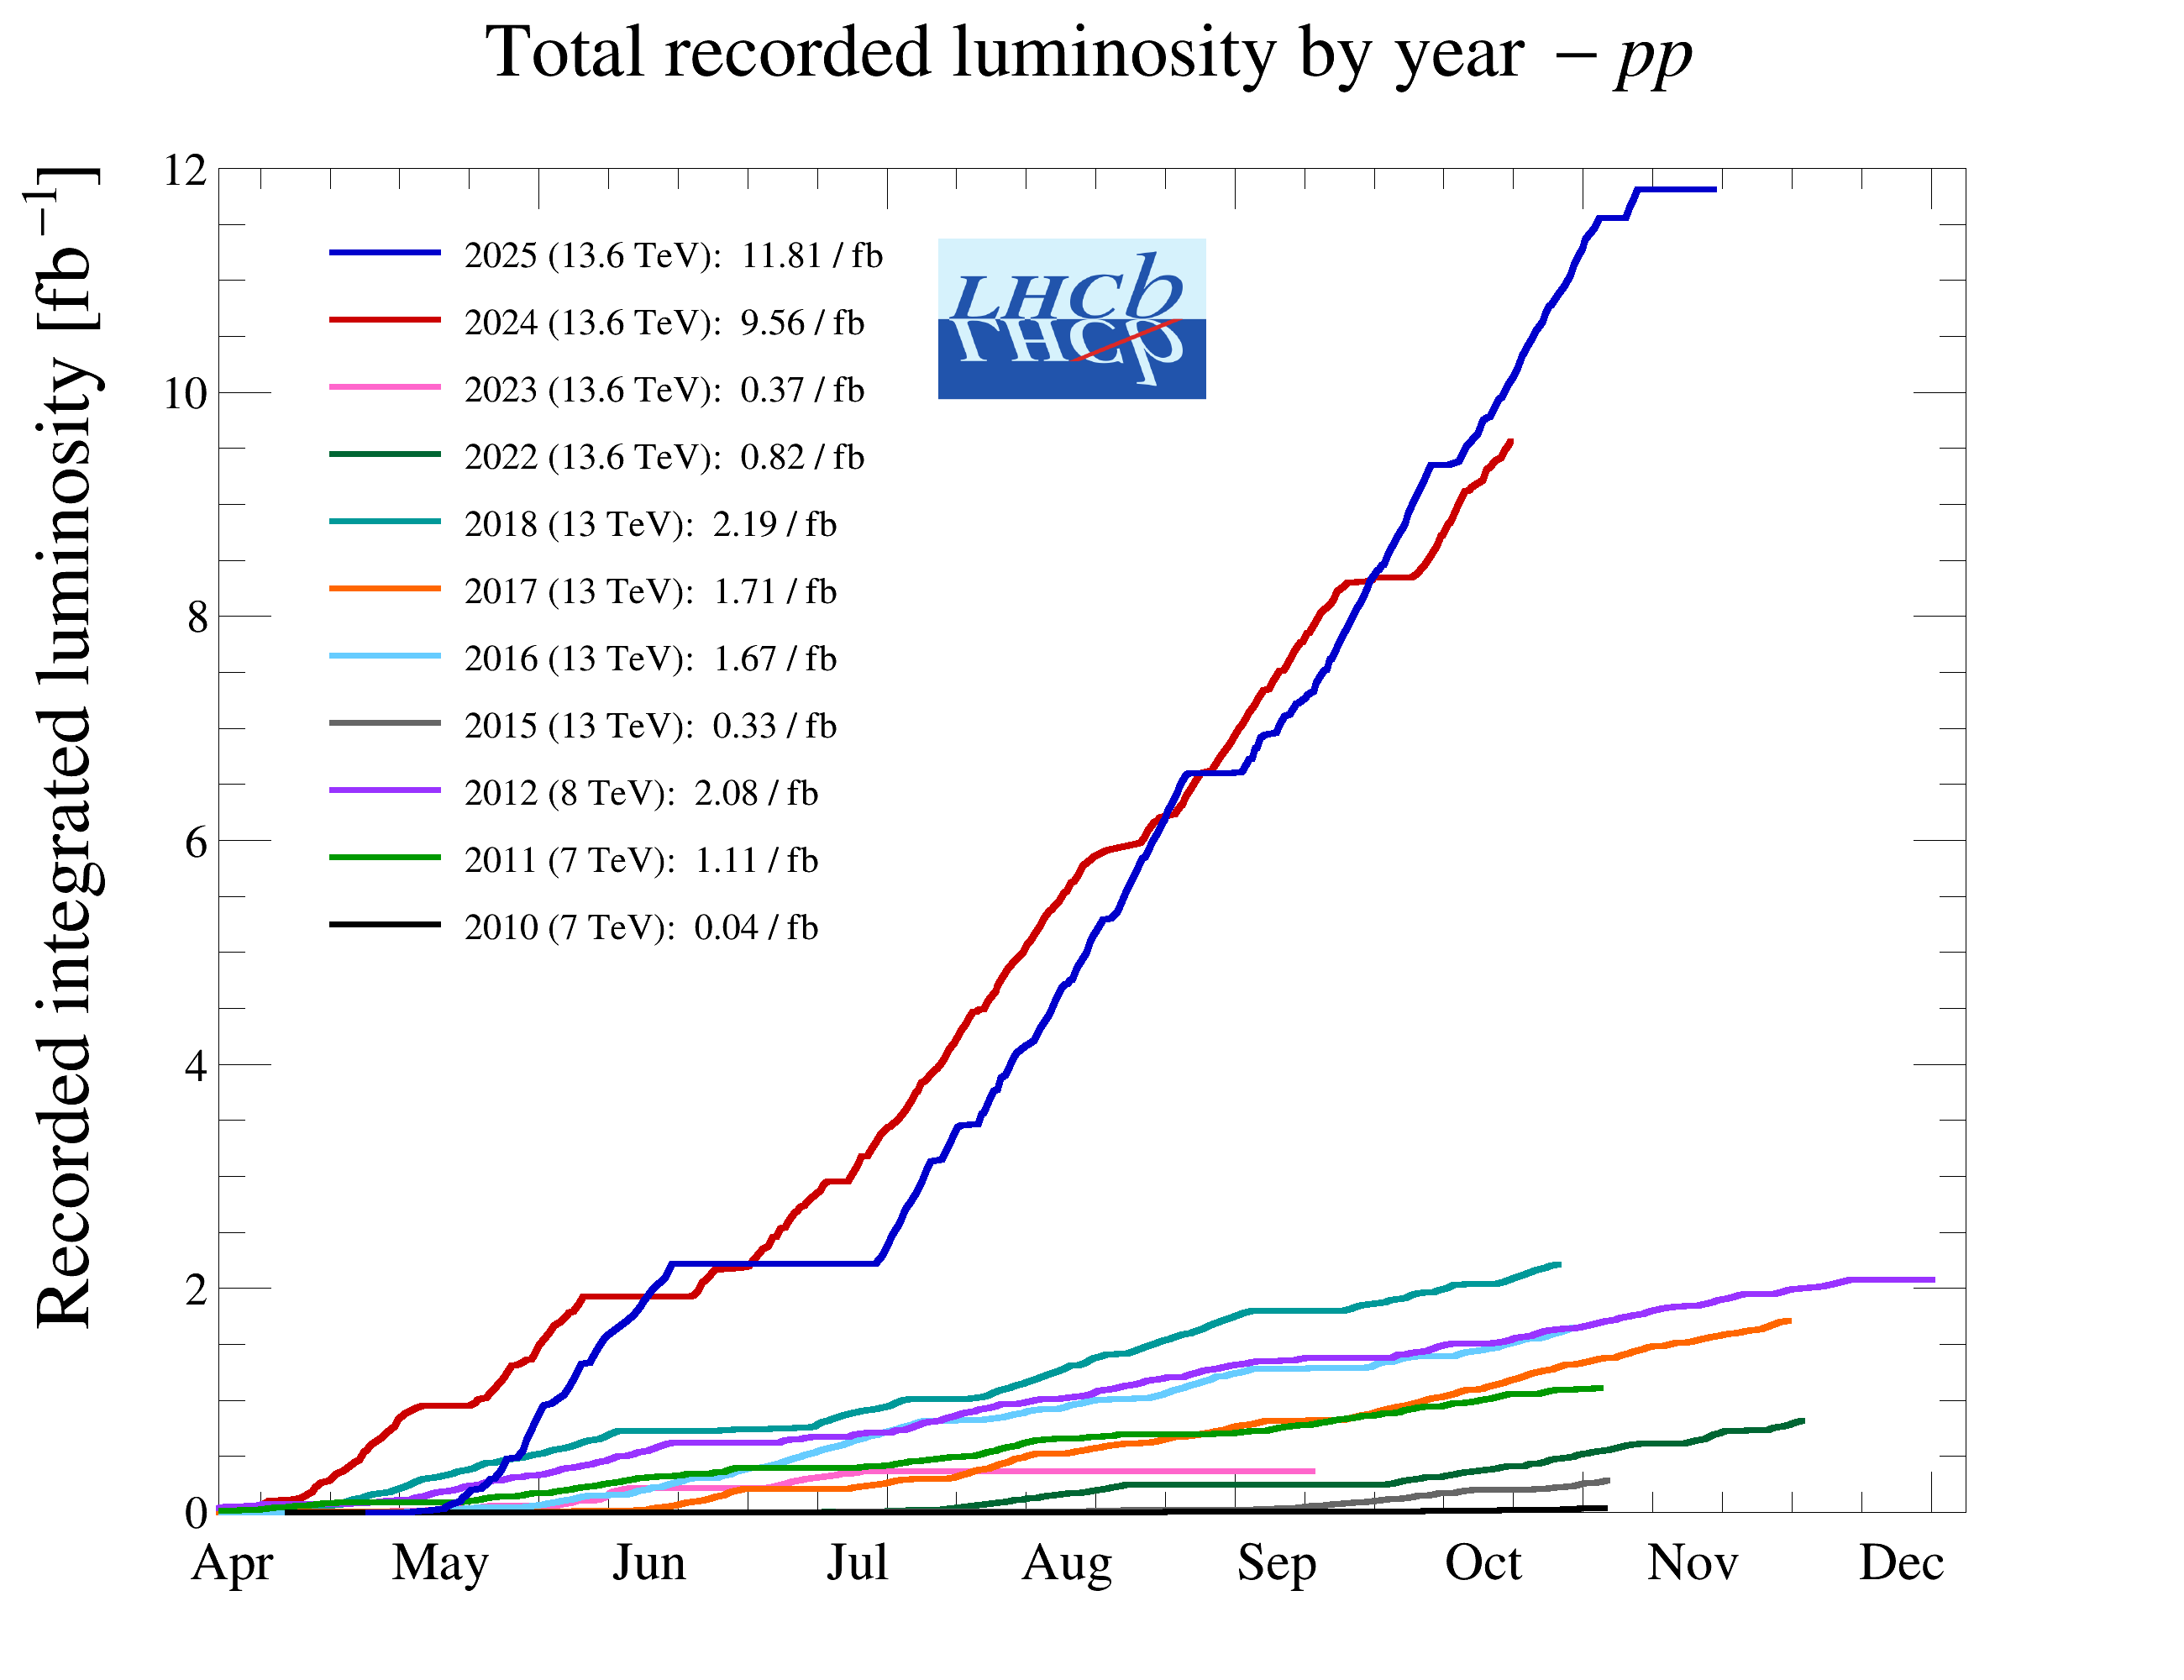 Total recorded luminosity by year – pp
Recorded integrated luminosity [fb⁻¹]
12
10
8
6
4
2
0
2025 (13.6 TeV): 11.81 / fb
2024 (13.6 TeV): 9.56 / fb
2023 (13.6 TeV): 0.37 / fb
2022 (13.6 TeV): 0.82 / fb
2018 (13 TeV): 2.19 / fb
2017 (13 TeV): 1.71 / fb
2016 (13 TeV): 1.67 / fb
2015 (13 TeV): 0.33 / fb
2012 (8 TeV): 2.08 / fb
2011 (7 TeV): 1.11 / fb
2010 (7 TeV): 0.04 / fb
LHCb
LHCb
Apr May Jun Jul Aug Sep Oct Nov Dec